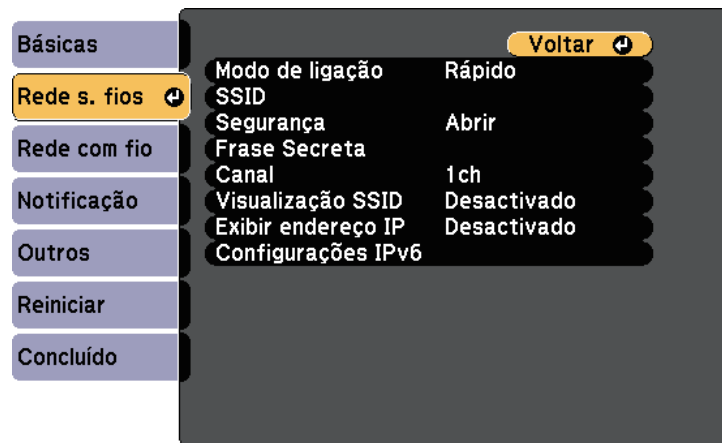 Básicas
Rede s. fios
Rede com fio
Notificação
Outros
Reiniciar
Concluído
Voltar
Modo de ligação Rápido
SSID
Segurança Abrir
Frase Secreta
Canal 1ch
Visualização SSID Desactivado
Exibir endereço IP Desactivado
Configurações IPv6